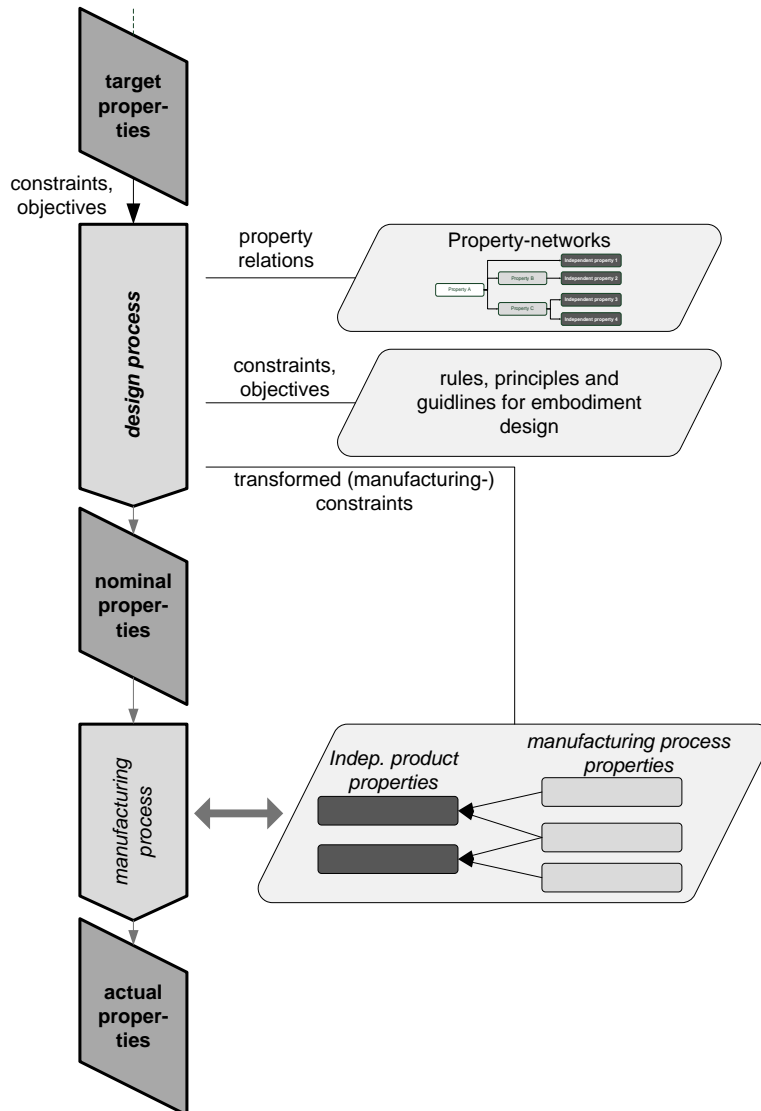 target
proper-
ties
constraints,
objectives
design process
property
relations
Property-networks
Property A
Property B
Property C
Independent property 1
Independent property 2
Independent property 3
Independent property 4
constraints,
objectives
rules, principles and
guidlines for embodiment
design
transformed (manufacturing-)
constraints
nominal
proper-
ties
manufacturing
process
Indep. product
properties
manufacturing process
properties
actual
proper-
ties